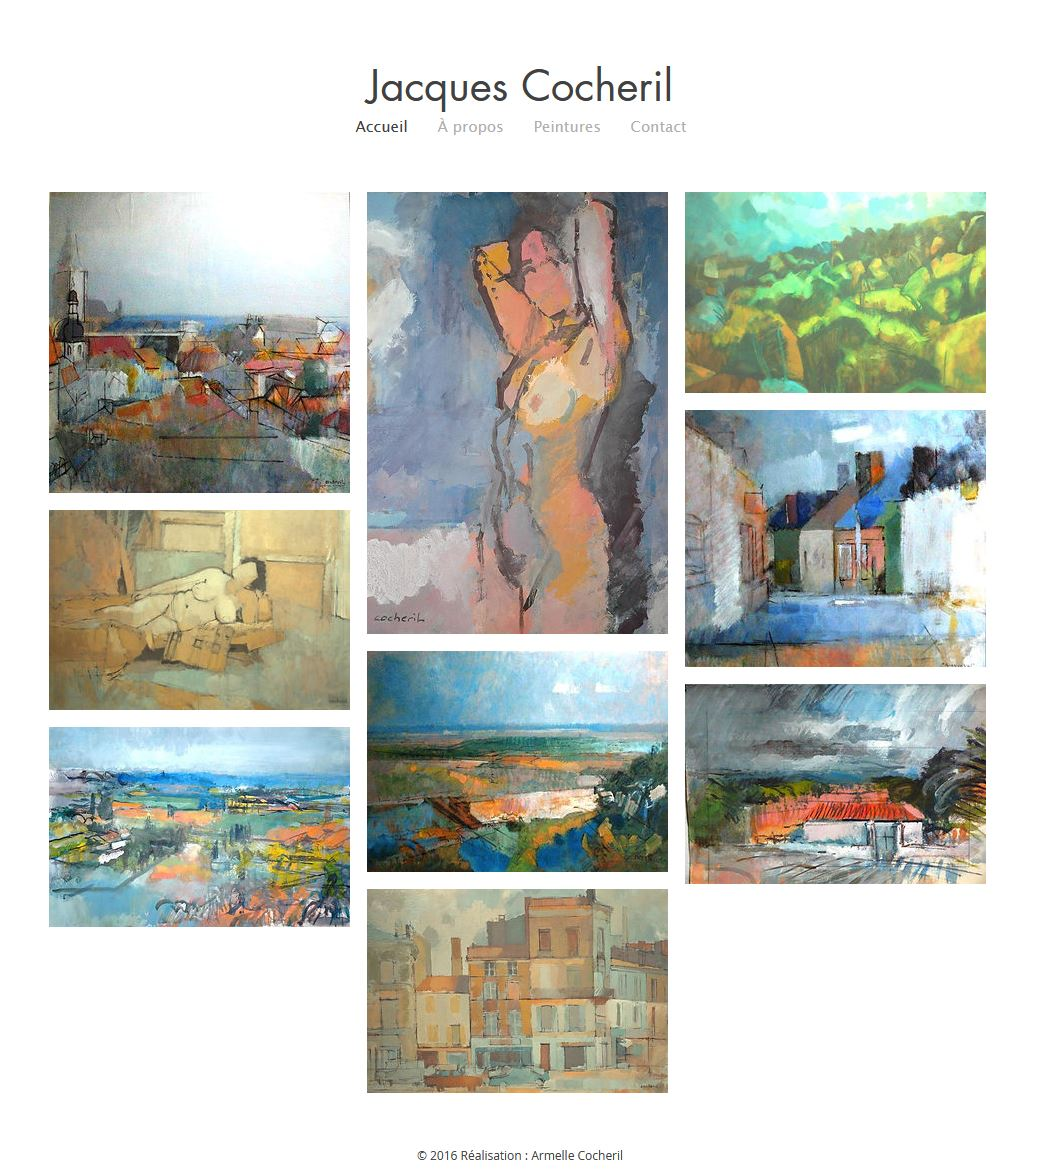 Jacques Cocheril
Accueil À propos Peintures Contact
cocheril
© 2016 Réalisation : Armelle Cocheril